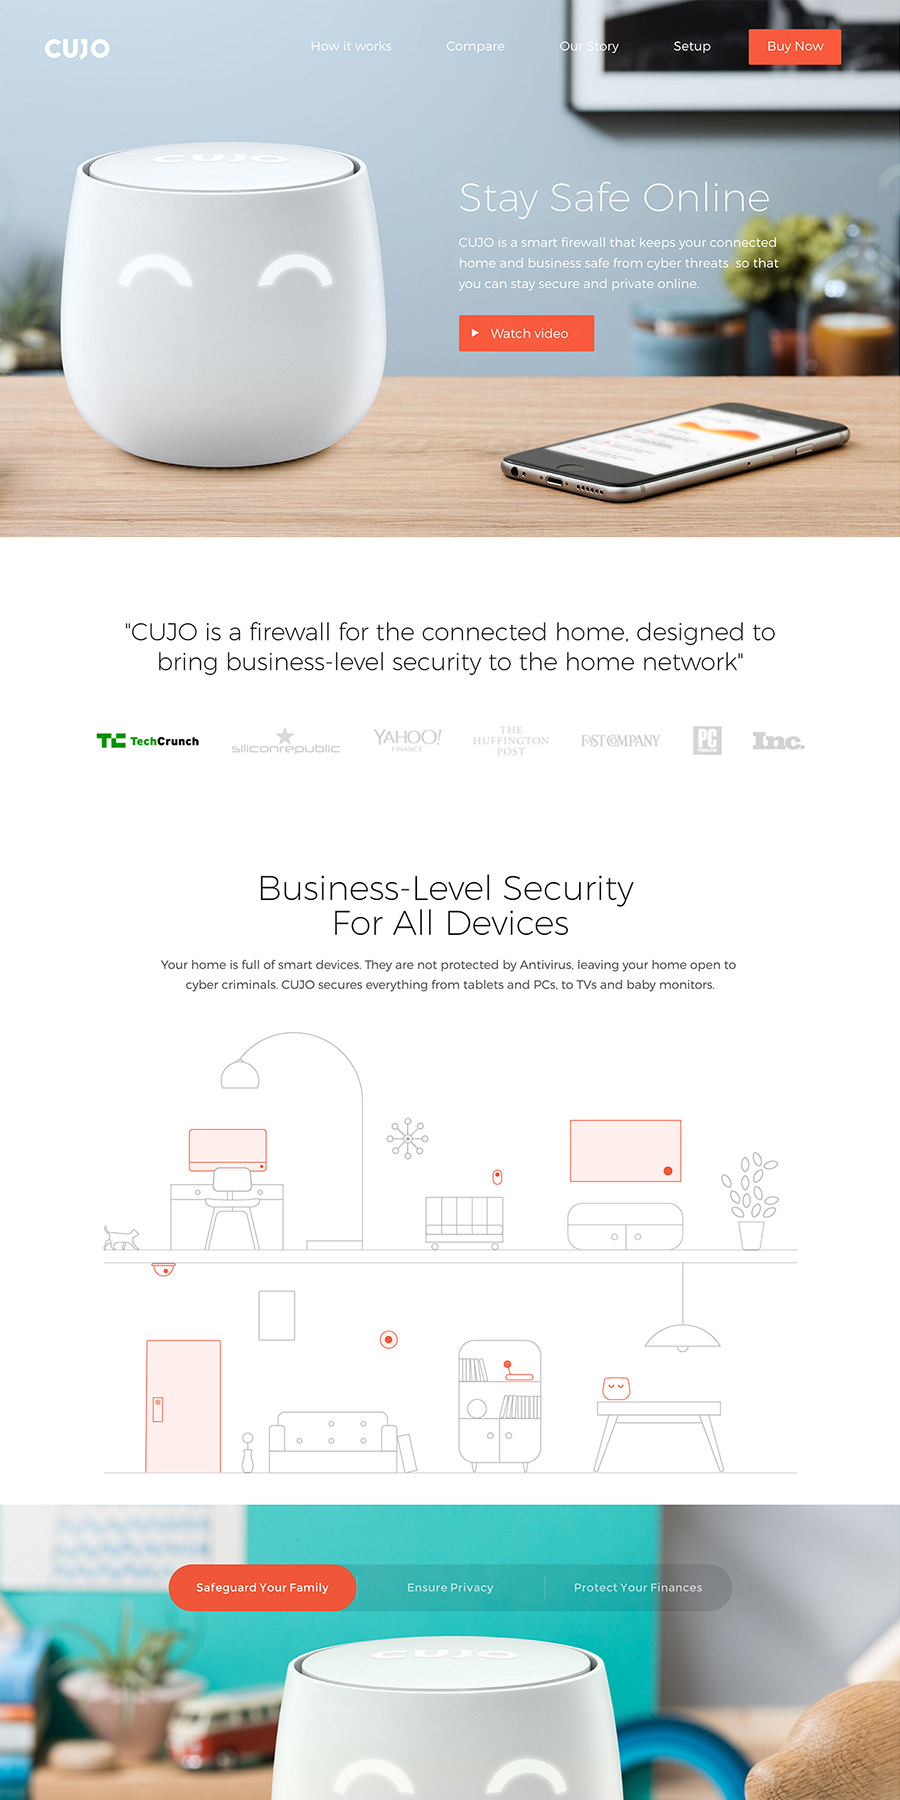 CUJO
How it works
Compare
Our Story
Setup
Buy Now
CUJO
Stay Safe Online
CUJO is a smart firewall that keeps your connected
home and business safe from cyber threats so that
you can stay secure and private online.
Watch video
"CUJO is a firewall for the connected home, designed to
bring business-level security to the home network"
TC TechCrunch
siliconrepublic
YAHOO!
FINANCE
THE
HUFFINGTON
POST
FAST COMPANY
PC
Inc.
Business-Level Security
For All Devices
Your home is full of smart devices. They are not protected by Antivirus, leaving your home open to
cyber criminals. CUJO secures everything from tablets and PCs, to TVs and baby monitors.
Safeguard Your Family
Ensure Privacy
Protect Your Finances
CUJO